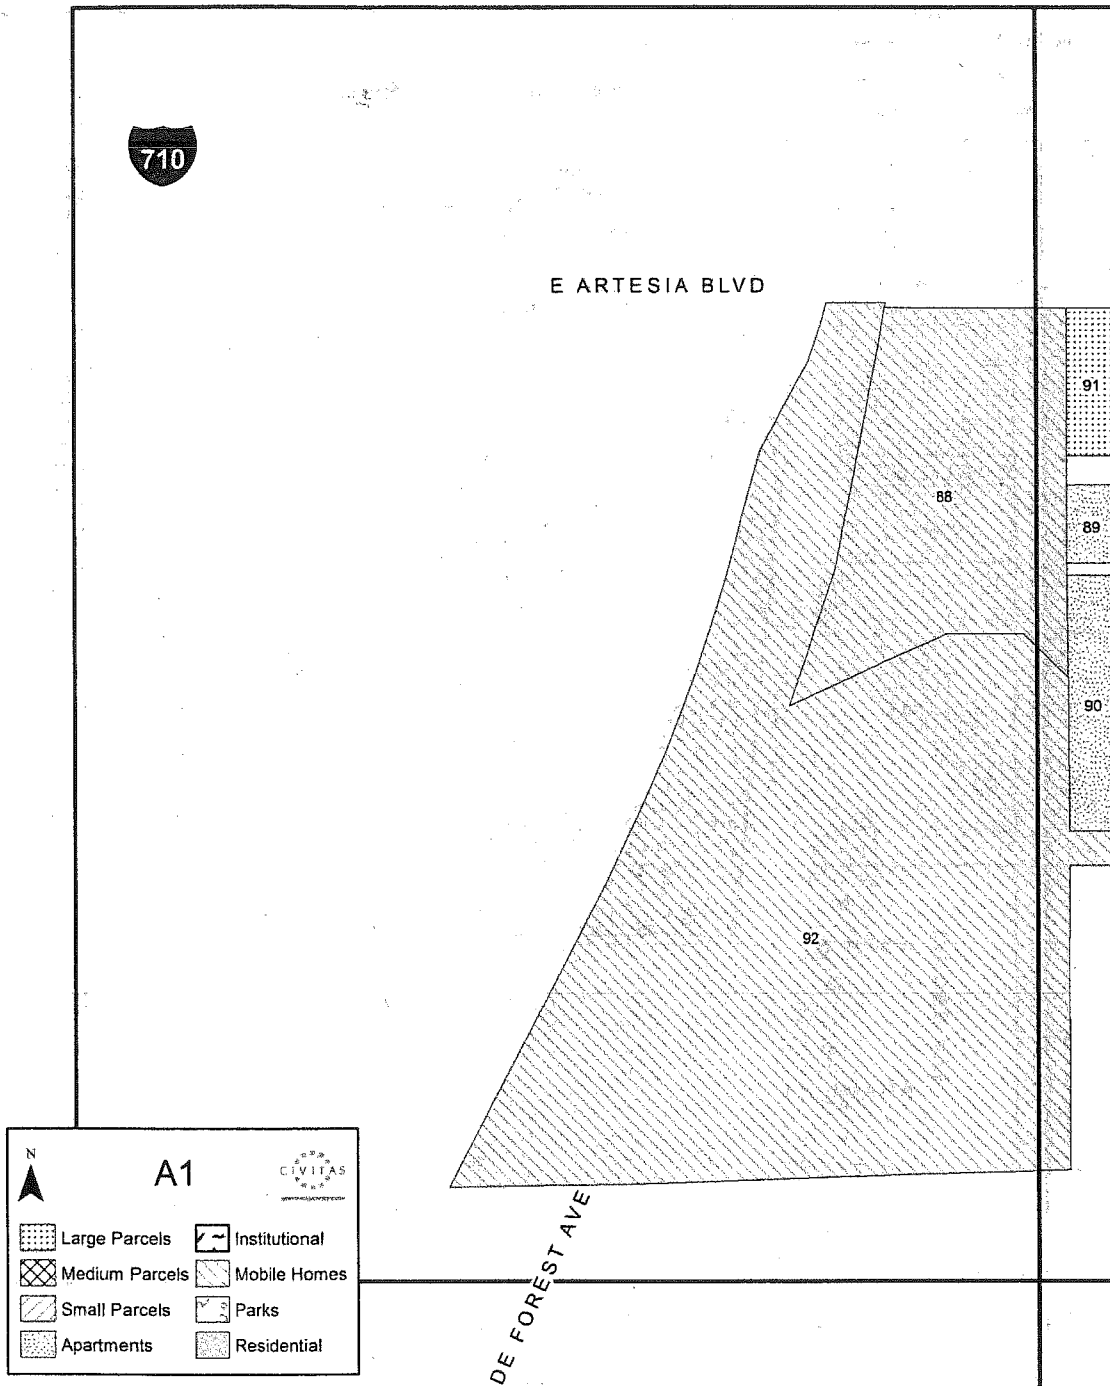 710
E ARTESIA BLVD
91
88
89
90
92
DE FOREST AVE
N
A1
CIVITAS
Large Parcels
Institutional
Medium Parcels
Mobile Homes
Small Parcels
Parks
Apartments
Residential